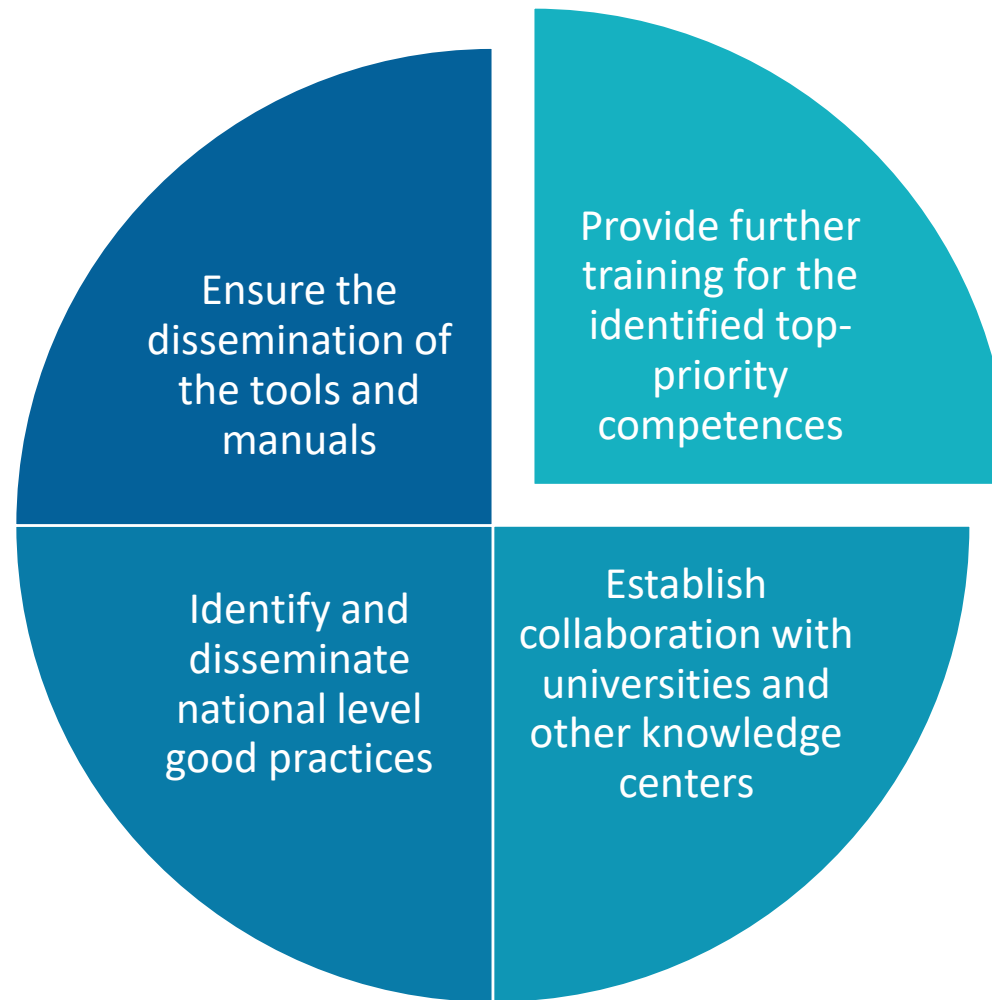 Ensure the
dissemination of
the tools and
manuals
Provide further
training for the
identified top-
priority
competences
Identify and
disseminate
national level
good practices
Establish
collaboration with
universities and
other knowledge
centers